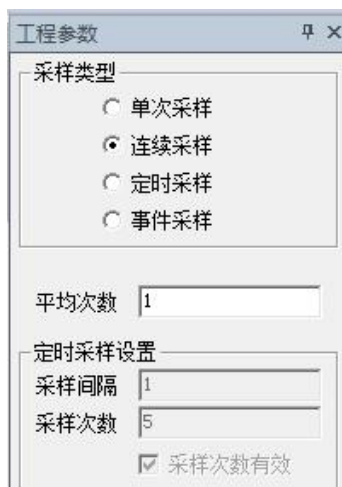 工程参数
采样类型
单次采样
连续采样
定时采样
事件采样
平均次数 1
定时采样设置
采样间隔 1
采样次数 5
采样次数有效